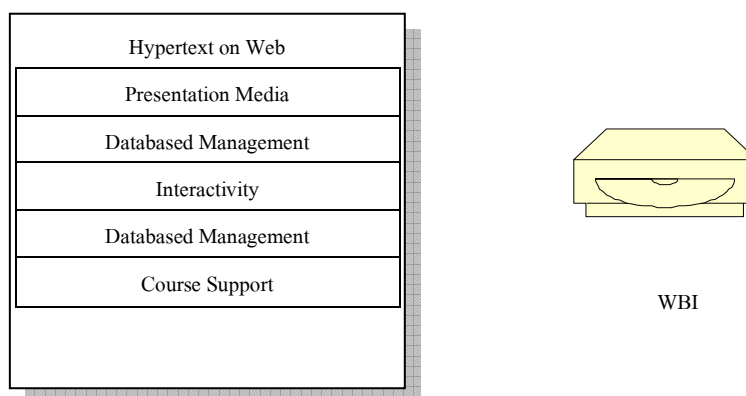 Hypertext on Web
Presentation Media
Databased Management
Interactivity
Databased Management
Course Support
WBI